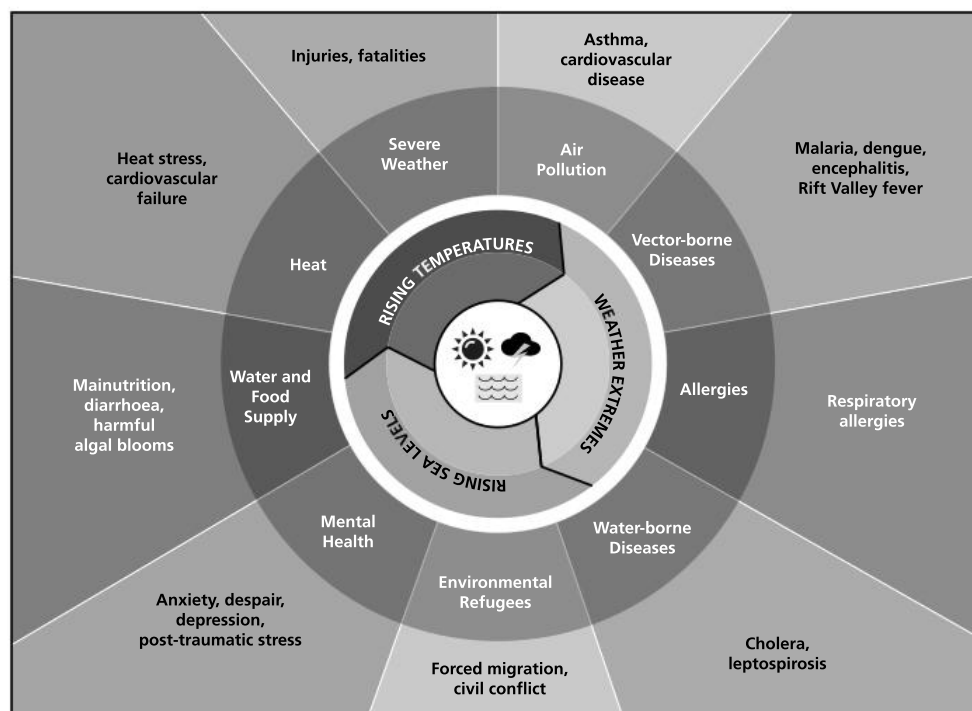 Injuries, fatalities
Asthma,
cardiovascular
disease
Severe
Weather
Air
Pollution
Heat stress,
cardiovascular
failure
Malaria, dengue,
encephalitis,
Rift Valley fever
Heat
Vector-borne
Diseases
RISING TEMPERATURES
WEATHER EXTREMES
RISING SEA LEVELS
Mainutrition,
diarrhoea,
harmful
algal blooms
Water and
Food
Supply
Allergies
Respiratory
allergies
Mental
Health
Water-borne
Diseases
Environmental
Refugees
Anxiety, despair,
depression,
post-traumatic stress
Forced migration,
civil conflict
Cholera,
leptospirosis